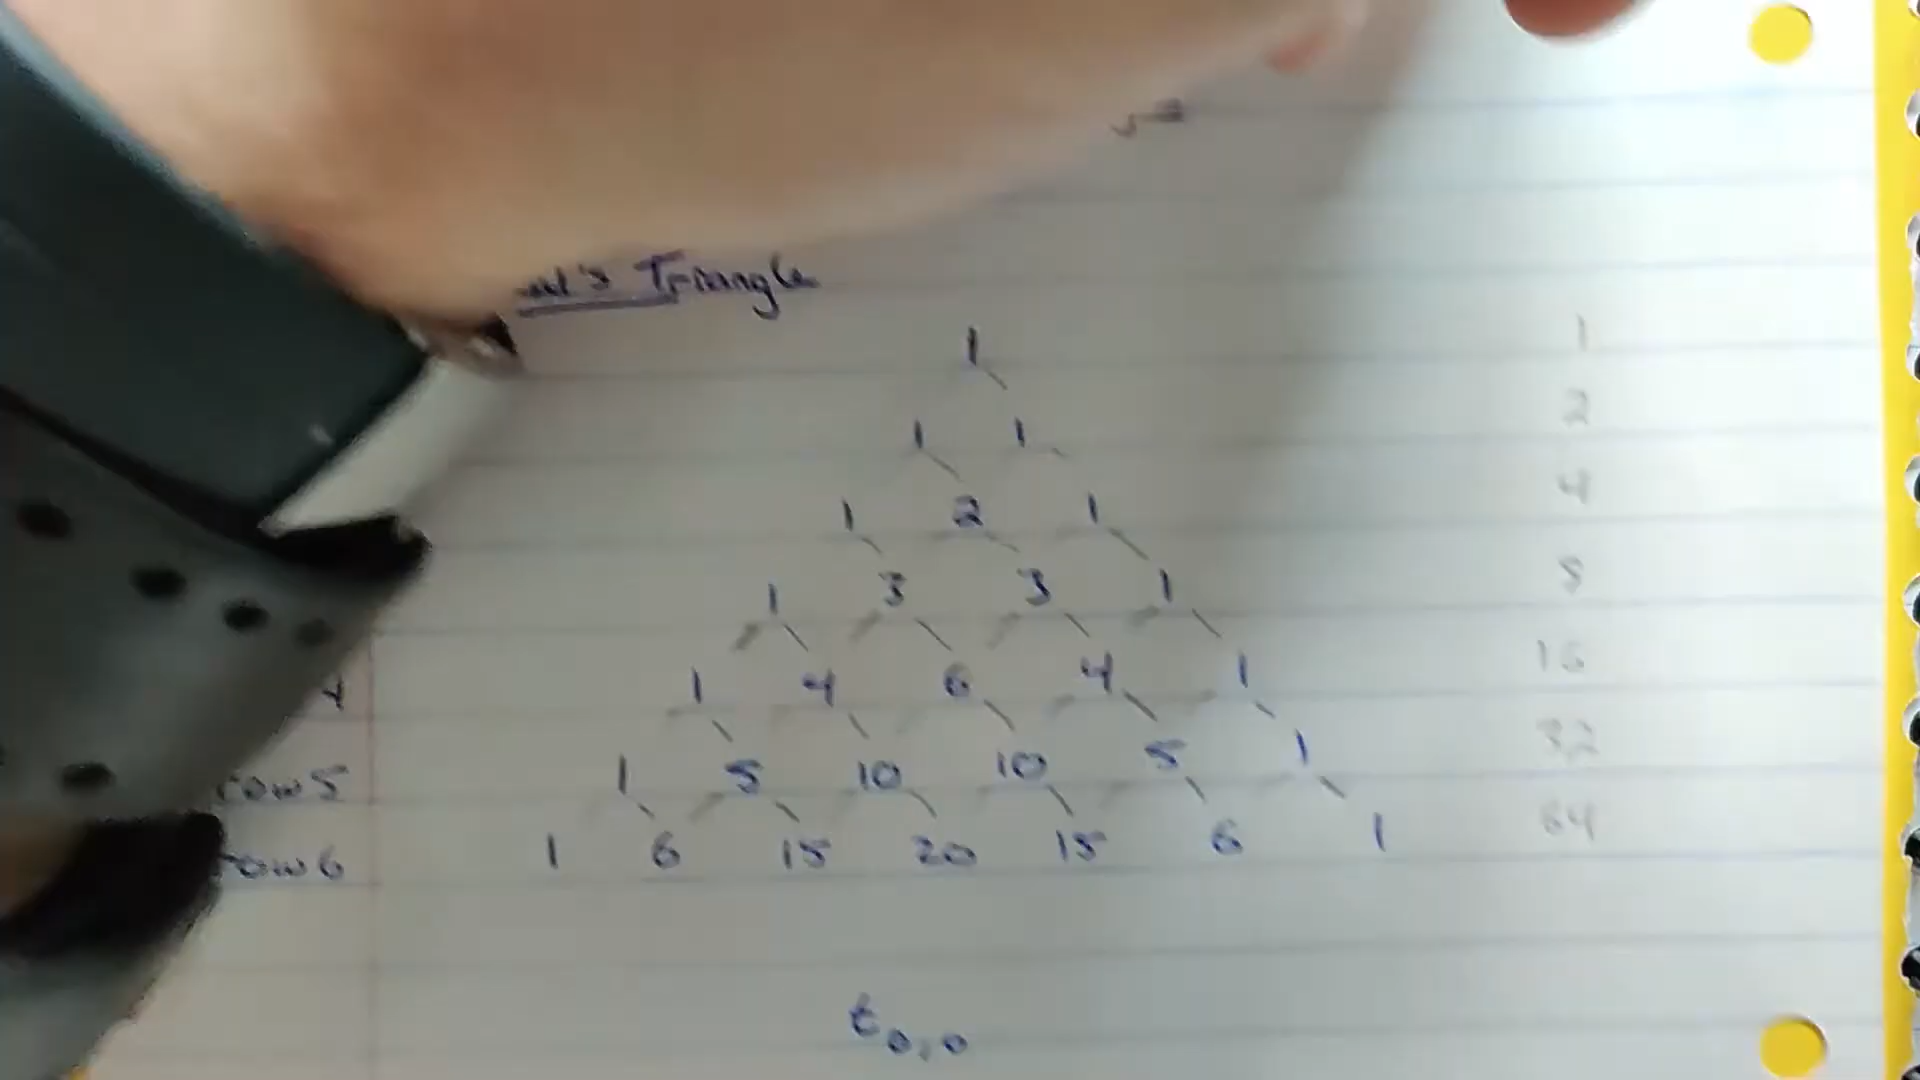 Triangle
1 1
1 1 2
1 2 1 4
1 3 3 1 8
1 4 6 4 1 16
row 5 1 5 10 10 5 1 32
row 6 1 6 15 20 15 6 1 64
t0,0